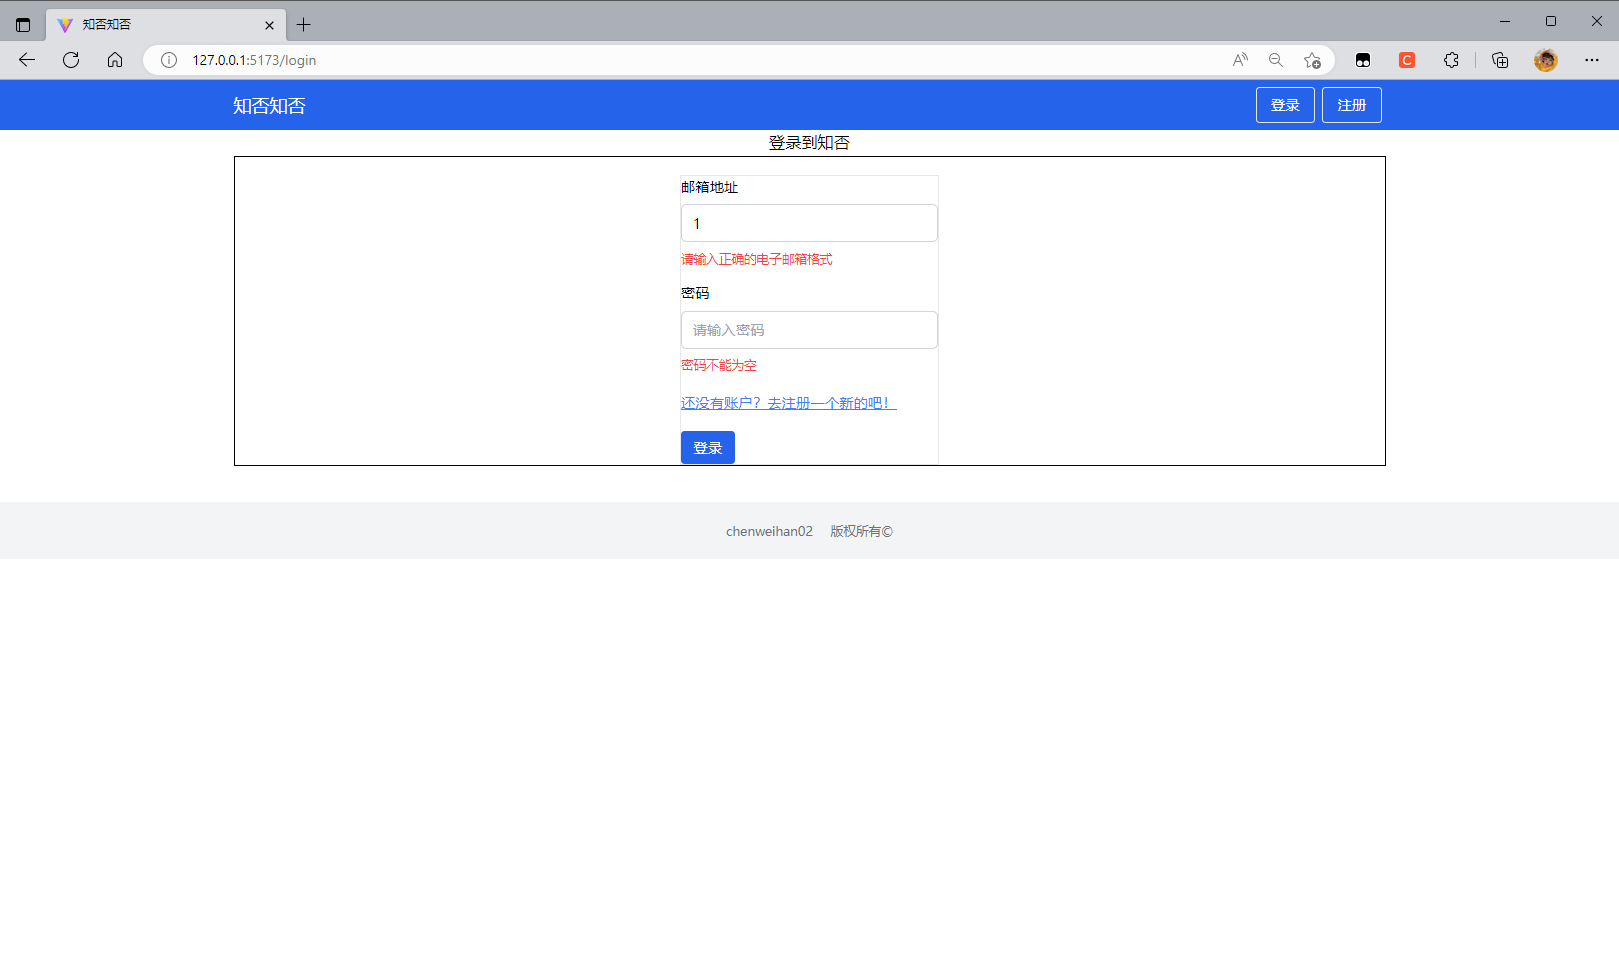 知否知否
127.0.0.1:5173/login
知否知否
登录 注册
登录到知否
邮箱地址
1
请输入正确的电子邮箱格式
密码
请输入密码
密码不能为空
还没有账户？去注册一个新的吧！
登录
chenweihan02 版权所有©